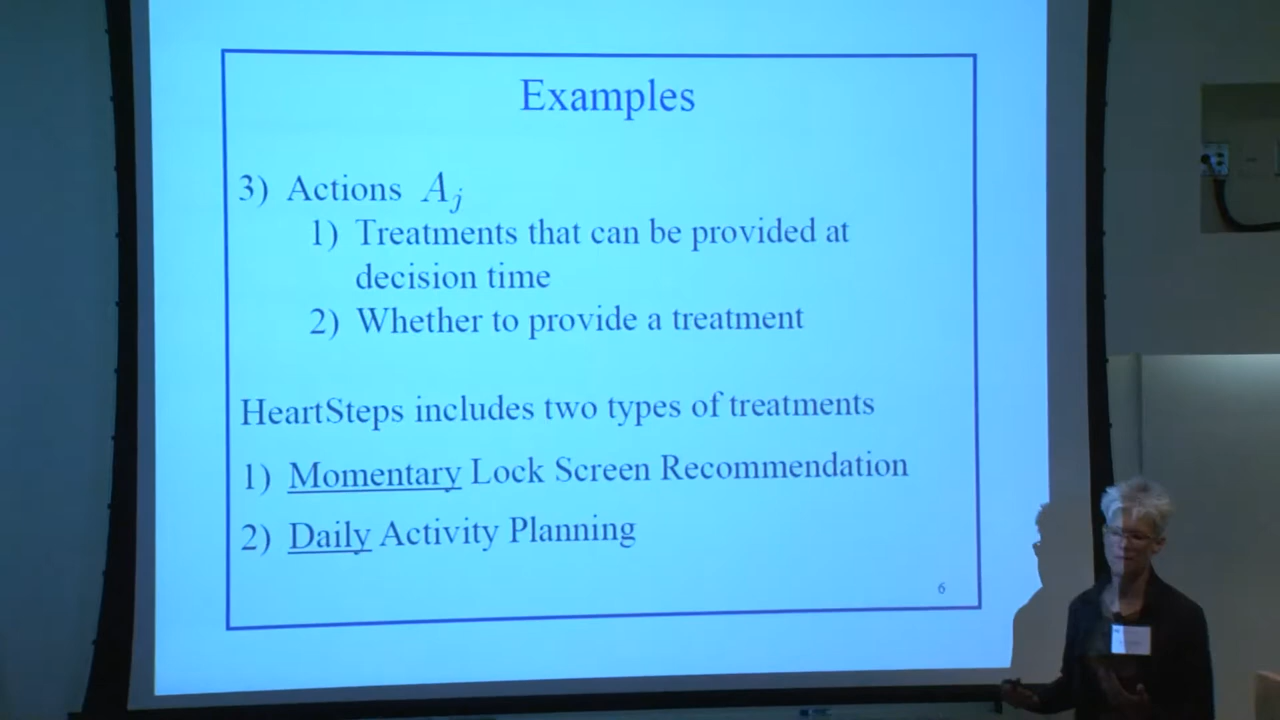 Examples
3) Actions A_j
1) Treatments that can be provided at
decision time
2) Whether to provide a treatment
HeartSteps includes two types of treatments
1) Momentary Lock Screen Recommendation
2) Daily Activity Planning
6